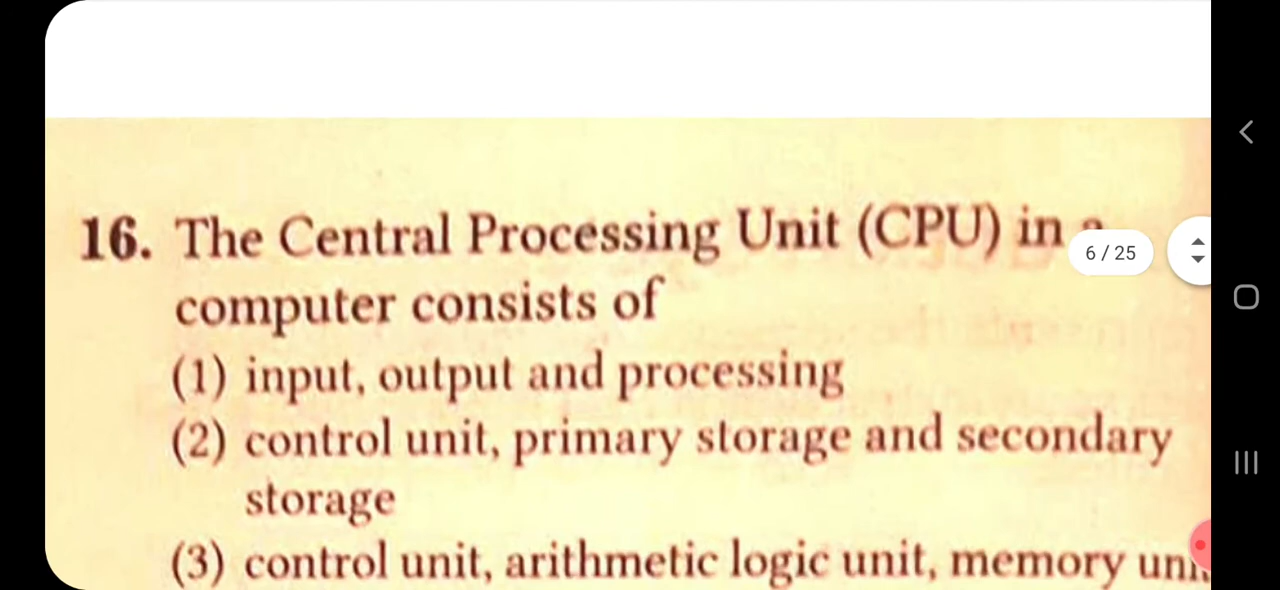 16. The Central Processing Unit (CPU) in
6 / 25
computer consists of
(1) input, output and processing
(2) control unit, primary storage and secondary
storage
(3) control unit, arithmetic logic unit, memory